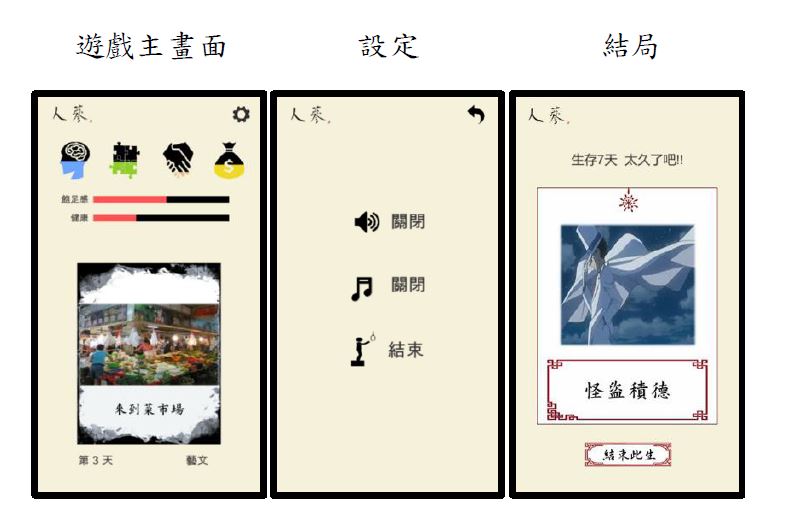 遊戲主畫面
設定
結局
人蔘,
飽足感
健康
來到菜市場
第 3 天
藝文
人蔘,
關閉
關閉
結束
人蔘,
生存7天 太久了吧!!
怪盜積德
結束此生